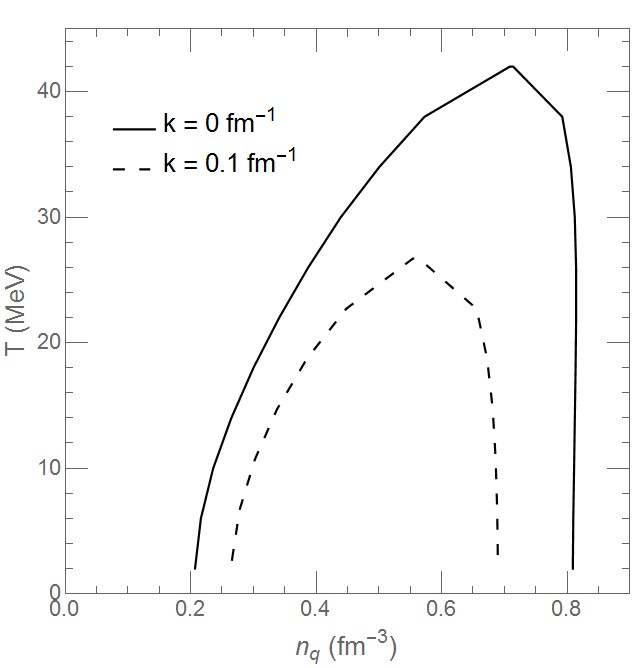 k = 0 fm⁻¹
k = 0.1 fm⁻¹
40
30
20
10
0
T (MeV)
0.0 0.2 0.4 0.6 0.8
n_q (fm⁻³)